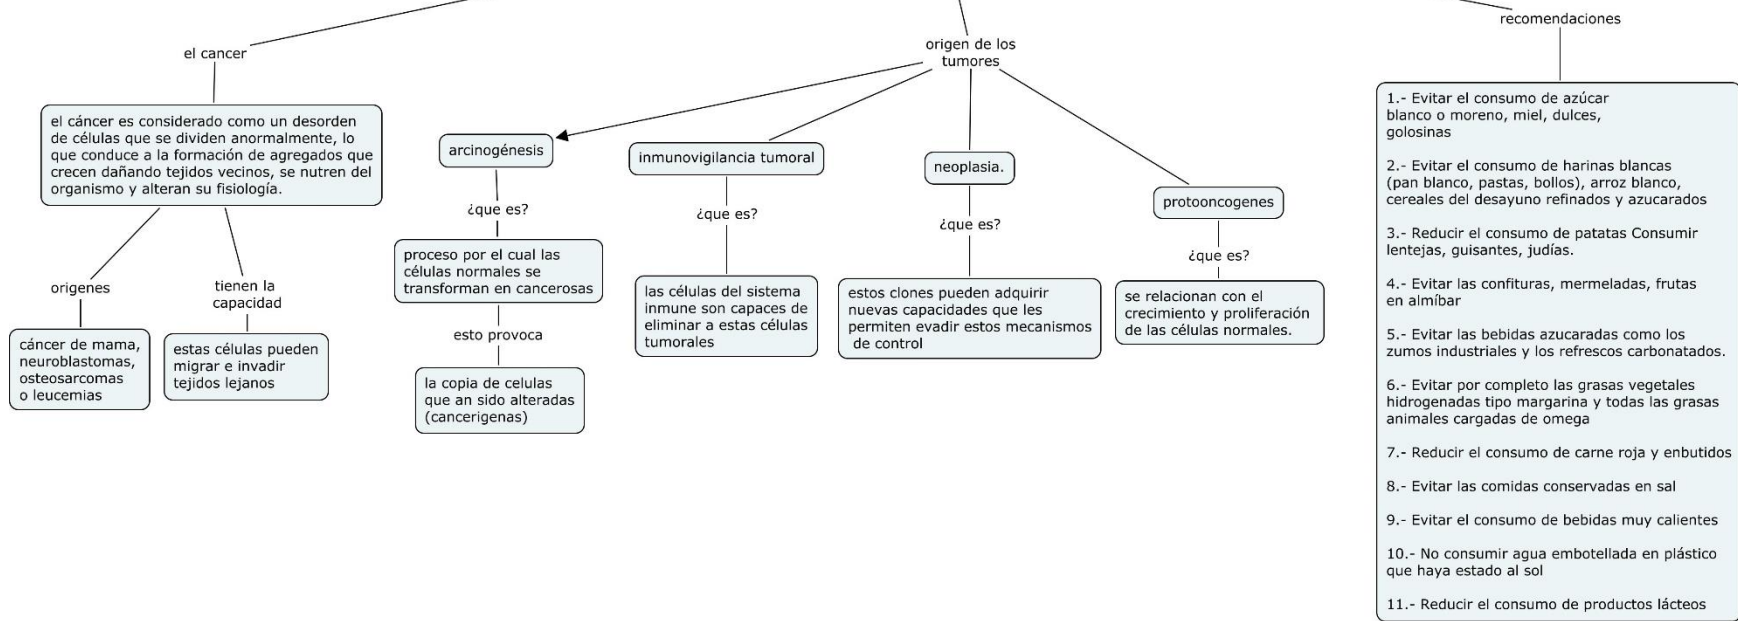 el cancer
el cáncer es considerado como un desorden
de células que se dividen anormalmente, lo
que conduce a la formación de agregados que
crecen dañando tejidos vecinos, se nutren del
organismo y alteran su fisiología.
origenes
cáncer de mama,
neuroblastomas,
osteosarcomas
o leucemias
tienen la
capacidad
estas células pueden
migrar e invadir
tejidos lejanos
origen de los
tumores
arcinogénesis
¿que es?
proceso por el cual las
células normales se
transforman en cancerosas
esto provoca
la copia de celulas
que an sido alteradas
(cancerigenas)
inmunovigilancia tumoral
¿que es?
las células del sistema
inmune son capaces de
eliminar a estas células
tumorales
neoplasia.
¿que es?
estos clones pueden adquirir
nuevas capacidades que les
permiten evadir estos mecanismos
de control
protooncogenes
¿que es?
se relacionan con el
crecimiento y proliferación
de las células normales.
recomendaciones
1.- Evitar el consumo de azúcar
blanco o moreno, miel, dulces,
golosinas
2.- Evitar el consumo de harinas blancas
(pan blanco, pastas, bollos), arroz blanco,
cereales del desayuno refinados y azucarados
3.- Reducir el consumo de patatas Consumir
lentejas, guisantes, judías.
4.- Evitar las confituras, mermeladas, frutas
en almíbar
5.- Evitar las bebidas azucaradas como los
zumos industriales y los refrescos carbonatados.
6.- Evitar por completo las grasas vegetales
hidrogenadas tipo margarina y todas las grasas
animales cargadas de omega
7.- Reducir el consumo de carne roja y enbutidos
8.- Evitar las comidas conservadas en sal
9.- Evitar el consumo de bebidas muy calientes
10.- No consumir agua embotellada en plástico
que haya estado al sol
11.- Reducir el consumo de productos lácteos